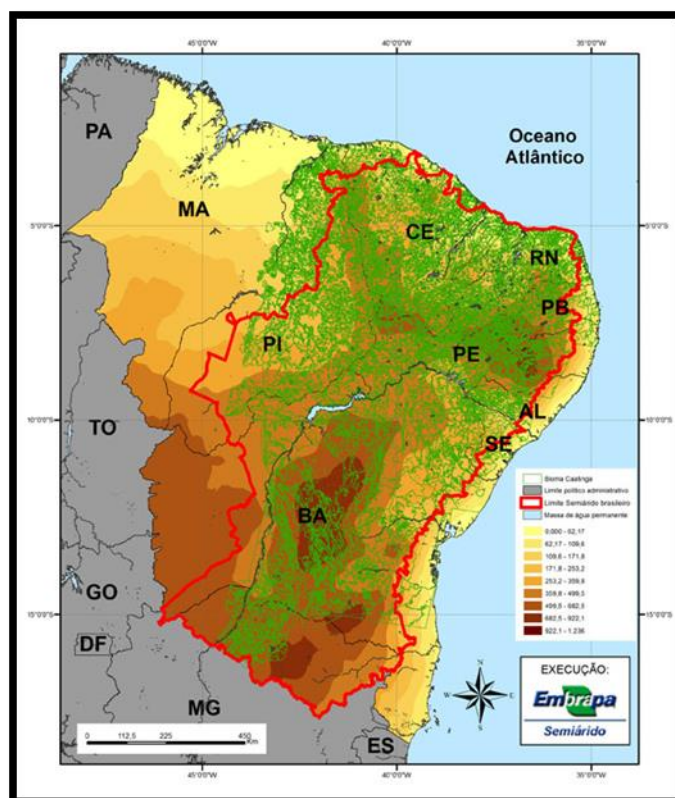 45°0'0"W
40°0'0"W
35°0'0"W
PA
Oceano
Atlântico
MA
5°0'0"S
5°0'0"S
CE
RN
PB
PI
PE
TO
10°0'0"S
AL
10°0'0"S
SE
Bioma Caatinga
Limite político administrativo
Limite Semiárido brasileiro
Massa de água permanente
BA
0,000 - 62,17
62,17 - 109,6
109,6 - 171,8
171,8 - 253,2
253,2 - 359,8
359,8 - 499,5
499,5 - 682,5
682,5 - 922,1
922,1 - 1.236
GO
15°0'0"S
15°0'0"S
DF
EXECUÇÃO:
Embrapa
Semiárido
N
W
E
S
MG
0 112,5 225 450
Km
ES
45°0'0"W
40°0'0"W
35°0'0"W